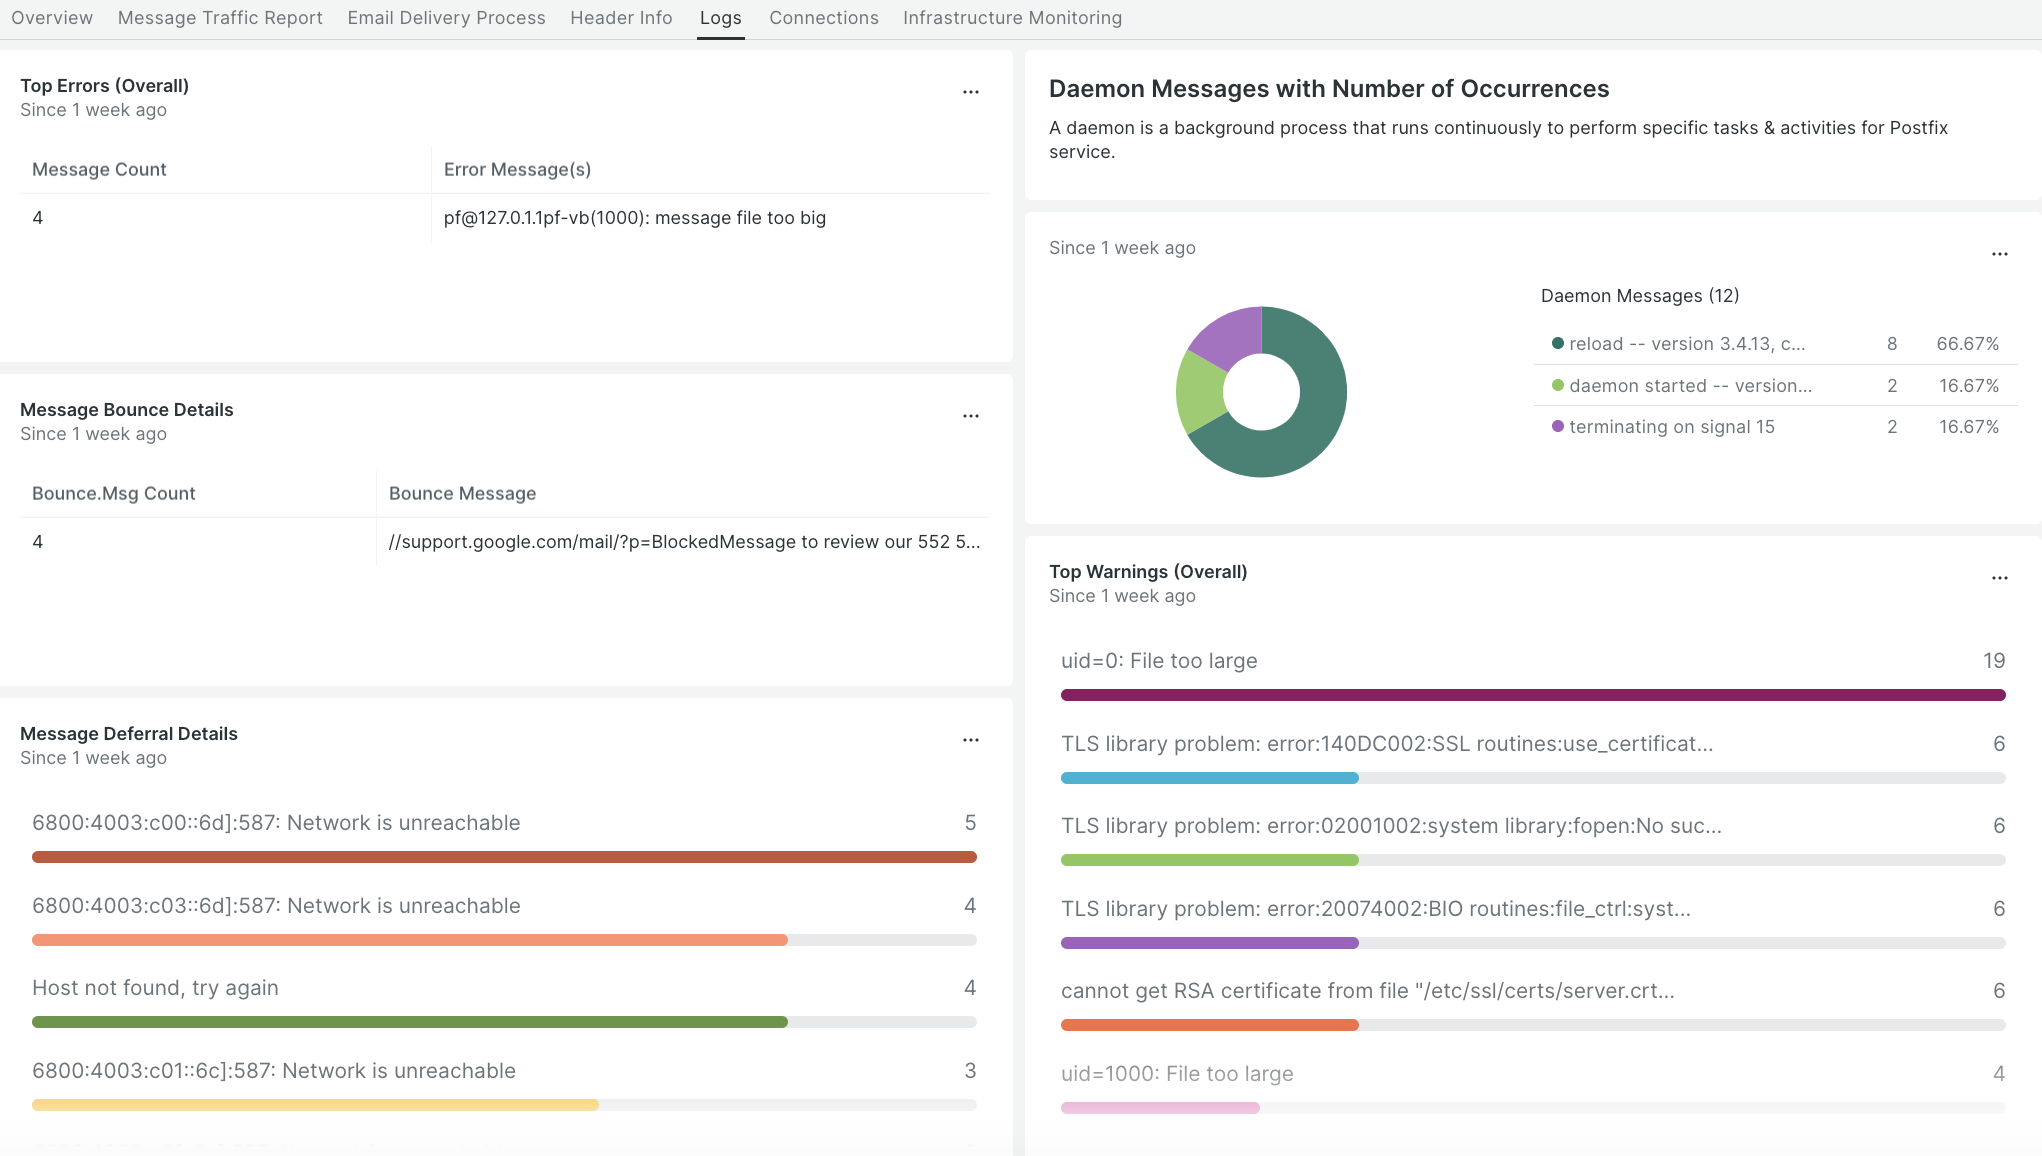 Overview Message Traffic Report Email Delivery Process Header Info Logs Connections Infrastructure Monitoring
Top Errors (Overall)
Since 1 week ago
Message Count Error Message(s)
4 pf@127.0.1.1pf-vb(1000): message file too big
Message Bounce Details
Since 1 week ago
Bounce.Msg Count Bounce Message
4 //support.google.com/mail/?p=BlockedMessage to review our 552 5...
Message Deferral Details
Since 1 week ago
6800:4003:c00::6d]:587: Network is unreachable 5
6800:4003:c03::6d]:587: Network is unreachable 4
Host not found, try again 4
6800:4003:c01::6c]:587: Network is unreachable 3
Daemon Messages with Number of Occurrences
A daemon is a background process that runs continuously to perform specific tasks & activities for Postfix
service.
Since 1 week ago
Daemon Messages (12)
reload -- version 3.4.13, c... 8 66.67%
daemon started -- version... 2 16.67%
terminating on signal 15 2 16.67%
Top Warnings (Overall)
Since 1 week ago
uid=0: File too large 19
TLS library problem: error:140DC002:SSL routines:use_certificat... 6
TLS library problem: error:02001002:system library:fopen:No suc... 6
TLS library problem: error:20074002:BIO routines:file_ctrl:syst... 6
cannot get RSA certificate from file "/etc/ssl/certs/server.crt... 6
uid=1000: File too large 4